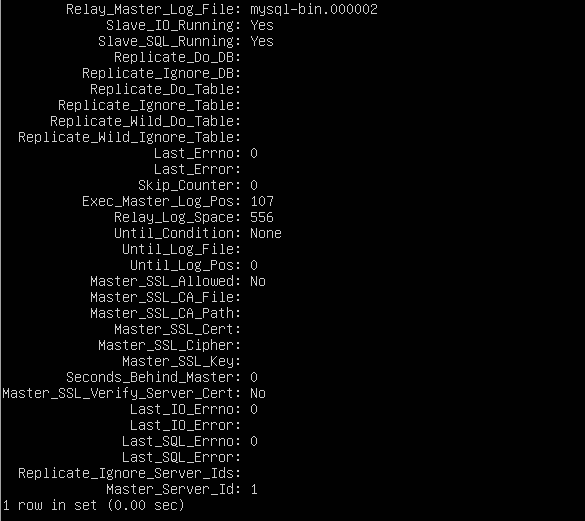 Relay_Master_Log_File: mysql-bin.000002
Slave_IO_Running: Yes
Slave_SQL_Running: Yes
Replicate_Do_DB:
Replicate_Ignore_DB:
Replicate_Do_Table:
Replicate_Ignore_Table:
Replicate_Wild_Do_Table:
Replicate_Wild_Ignore_Table:
Last_Errno: 0
Last_Error:
Skip_Counter: 0
Exec_Master_Log_Pos: 107
Relay_Log_Space: 556
Until_Condition: None
Until_Log_File:
Until_Log_Pos: 0
Master_SSL_Allowed: No
Master_SSL_CA_File:
Master_SSL_CA_Path:
Master_SSL_Cert:
Master_SSL_Cipher:
Master_SSL_Key:
Seconds_Behind_Master: 0
Master_SSL_Verify_Server_Cert: No
Last_IO_Errno: 0
Last_IO_Error:
Last_SQL_Errno: 0
Last_SQL_Error:
Replicate_Ignore_Server_Ids:
Master_Server_Id: 1
1 row in set (0.00 sec)